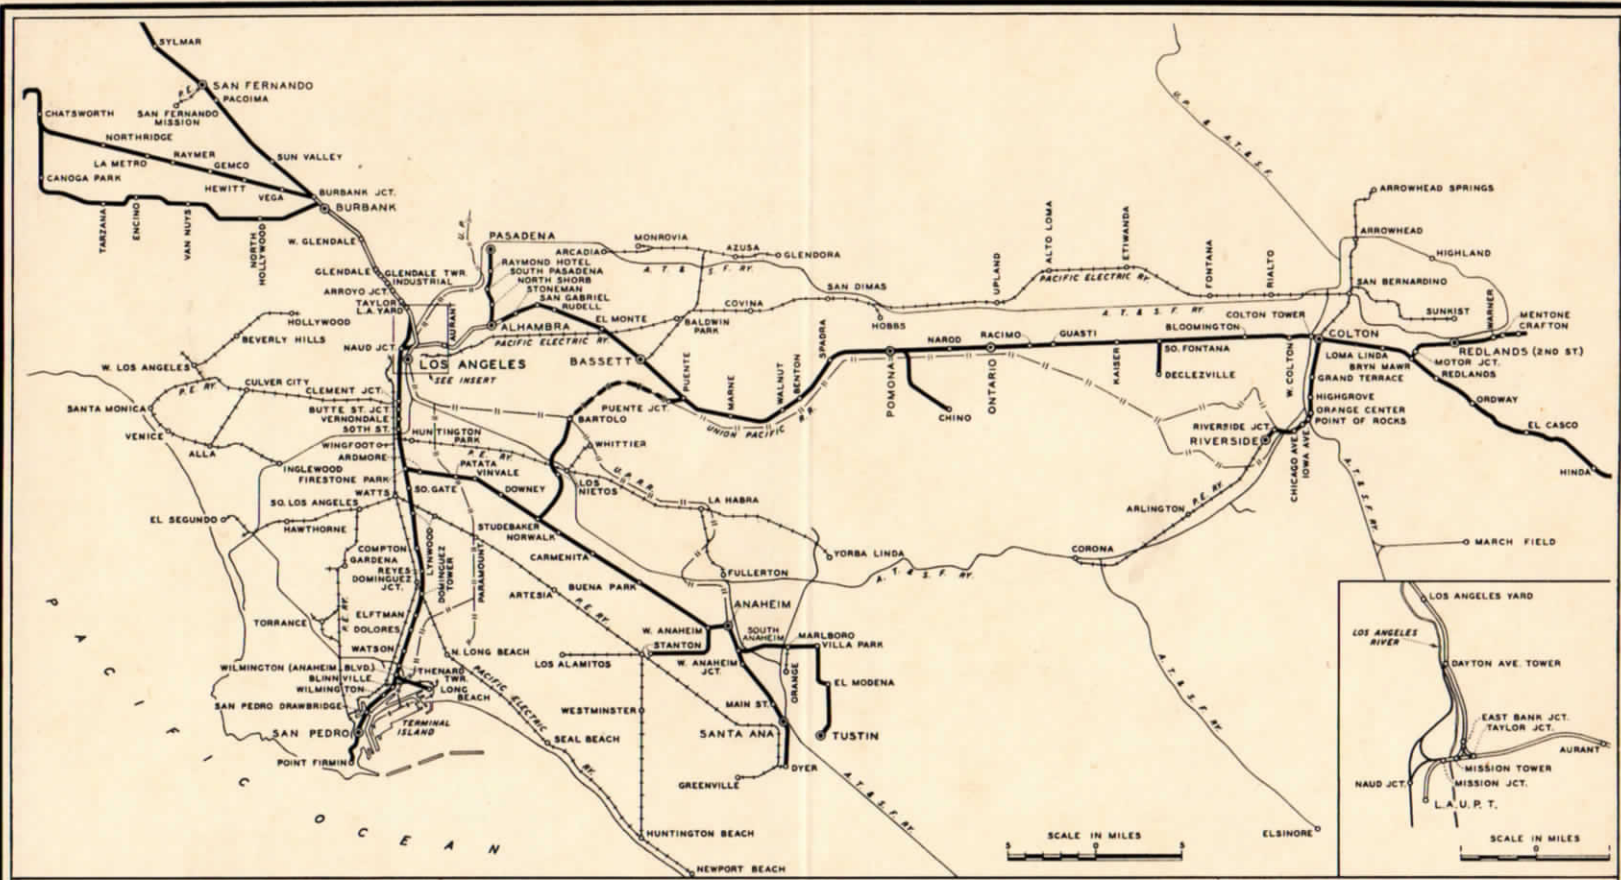 SYLMAR
P.E.
SAN FERNANDO
PACOIMA
SAN FERNANDO
MISSION
CHATSWORTH
NORTHRIDGE
LA METRO
RAYMER
GEMCO
HEWITT
VEGA
SUN VALLEY
CANOGA PARK
BURBANK JCT.
BURBANK
TARZANA
ENCINO
VAN NUYS
NORTH
HOLLYWOOD
W. GLENDALE
GLENDALE
GLENDALE TWR.
INDUSTRIAL
ARROYO JCT.
TAYLOR
L.A. YARD
U.P.
PASADENA
RAYMOND HOTEL
SOUTH PASADENA
NORTH SHORB
STONEMAN
SAN GABRIEL
RUDELL
AURANT
ALHAMBRA
EL MONTE
PACIFIC ELECTRIC RY.
ARCADIA
MONROVIA
AZUSA
GLENDORA
A. T. & S. F. RY.
COVINA
BALDWIN
PARK
SAN DIMAS
HOBBS
UPLAND
ALTO LOMA
ETIWANDA
PACIFIC ELECTRIC RY.
FONTANA
RIALTO
A. T. & S. F. RY.
U. P. & A. T. & S. F.
ARROWHEAD SPRINGS
ARROWHEAD
HIGHLAND
SAN BERNARDINO
SUNKIST
WARNER
MENTONE
CRAFTON
COLTON TOWER
COLTON
BLOOMINGTON
REDLANDS (2ND ST.)
LOMA LINDA
BRYN MAWR
MOTOR JCT.
REDLANDS
ORDWAY
EL CASCO
HINDA
HOLLYWOOD
BEVERLY HILLS
W. LOS ANGELES
NAUD JCT.
LOS ANGELES
SEE INSERT
BASSETT
PUENTE
PUENTE JCT.
MARNE
WALNUT
BENTON
SPADRA
UNION PACIFIC R.R.
POMONA
NAROD
CHINO
ONTARIO
RACIMO
GUASTI
KAISER
SO. FONTANA
DECLEZVILLE
W. COLTON
GRAND TERRACE
HIGHGROVE
ORANGE CENTER
POINT OF ROCKS
RIVERSIDE JCT.
RIVERSIDE
CHICAGO AVE.
IOWA AVE.
P. E. RY.
CULVER CITY
SANTA MONICA
VENICE
ALLA
CLEMENT JCT.
BUTTE ST. JCT.
VERNONDALE
50TH ST.
WINGFOOT
ARDMORE
INGLEWOOD
FIRESTONE PARK
WATTS
HUNTINGTON
PARK
P. E. RY.
PATATA
VINVALE
SO. GATE
DOWNEY
BARTOLO
WHITTIER
U. P. R. R.
LOS
NIETOS
LA HABRA
STUDEBAKER
NORWALK
CARMENITA
YORBA LINDA
FULLERTON
A. T. & S. F. RY.
CORONA
ARLINGTON
P. E. RY.
A. T. & S. F. RY.
MARCH FIELD
EL SEGUNDO
SO. LOS ANGELES
HAWTHORNE
COMPTON
GARDENA
REYES
DOMINGUEZ
JCT.
LYNWOOD
DOMINGUEZ
TOWER
PARAMOUNT
P. E. RY.
ELFTMAN
DOLORES
TORRANCE
WATSON
ARTESIA
P. E. RY.
BUENA PARK
ANAHEIM
W. ANAHEIM
STANTON
LOS ALAMITOS
SOUTH
ANAHEIM
MARLBORO
VILLA PARK
W. ANAHEIM
JCT.
ORANGE
EL MODENA
MAIN ST.
SANTA ANA
TUSTIN
DYER
GREENVILLE
A. T. & S. F. RY.
A. T. & S. F. RY.
ELSINORE
WILMINGTON (ANAHEIM BLVD.)
BLINN VILLE
WILMINGTON
THENARD
TWR.
N. LONG BEACH
LONG
BEACH
SAN PEDRO DRAWBRIDGE
TERMINAL
ISLAND
SAN PEDRO
POINT FIRMIN
PACIFIC ELECTRIC RY.
WESTMINSTER
SEAL BEACH
HUNTINGTON BEACH
NEWPORT BEACH
PACIFIC
OCEAN
SCALE IN MILES
5 0 5
LOS ANGELES YARD
LOS ANGELES
RIVER
DAYTON AVE. TOWER
EAST BANK JCT.
TAYLOR JCT.
AURANT
MISSION TOWER
MISSION JCT.
NAUD JCT.
L.A.U.P.T.
SCALE IN MILES
1 0 1